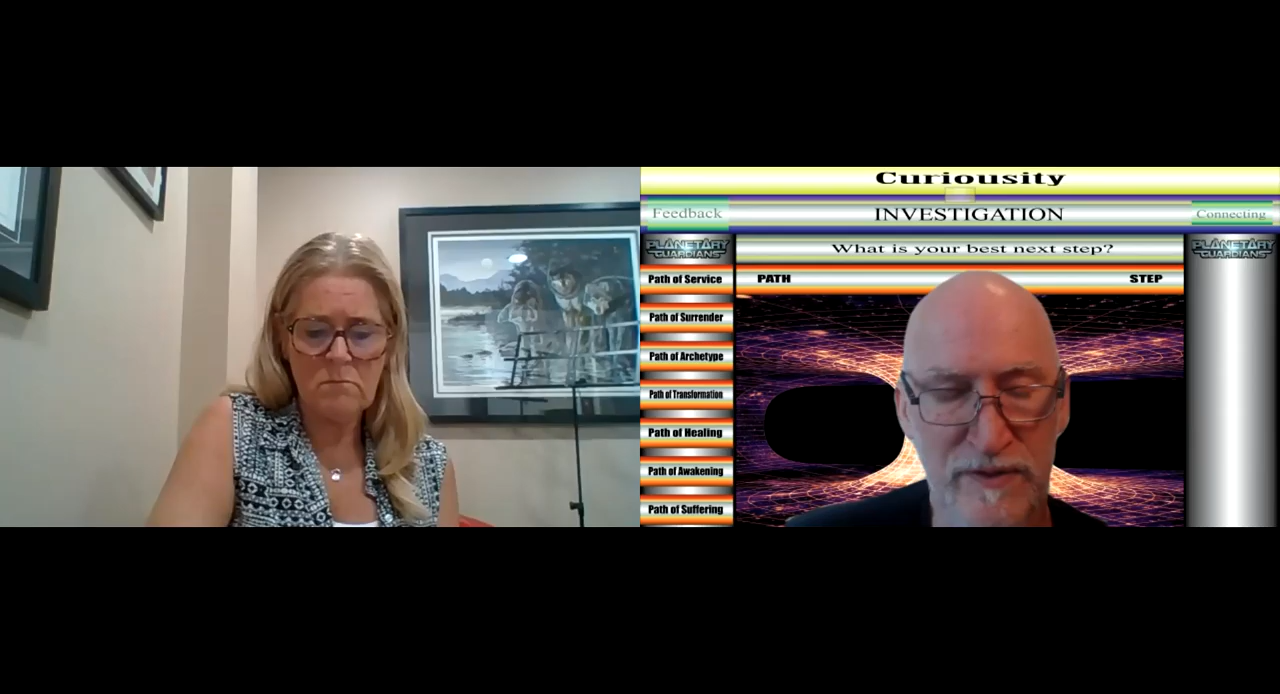 Curiousity
Feedback
INVESTIGATION
Connecting
PLANETARY
GUARDIANS
What is your best next step?
PLANETARY
GUARDIANS
Path of Service
PATH
STEP
Path of Surrender
Path of Archetype
Path of Transformation
Path of Healing
Path of Awakening
Path of Suffering